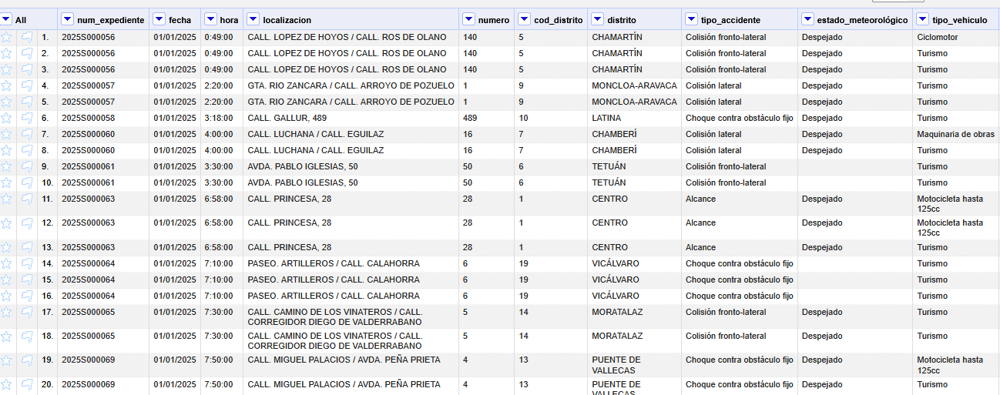 All num_expediente fecha hora localizacion numero cod_distrito distrito tipo_accidente estado_meteorológico tipo_vehiculo
1. 2025S000056 01/01/2025 0:49:00 CALL. LOPEZ DE HOYOS / CALL. ROS DE OLANO 140 5 CHAMARTÍN Colisión fronto-lateral Despejado Ciclomotor
2. 2025S000056 01/01/2025 0:49:00 CALL. LOPEZ DE HOYOS / CALL. ROS DE OLANO 140 5 CHAMARTÍN Colisión fronto-lateral Despejado Turismo
3. 2025S000056 01/01/2025 0:49:00 CALL. LOPEZ DE HOYOS / CALL. ROS DE OLANO 140 5 CHAMARTÍN Colisión fronto-lateral Despejado Turismo
4. 2025S000057 01/01/2025 2:20:00 GTA. RIO ZANCARA / CALL. ARROYO DE POZUELO 1 9 MONCLOA-ARAVACA Colisión lateral Despejado Turismo
5. 2025S000057 01/01/2025 2:20:00 GTA. RIO ZANCARA / CALL. ARROYO DE POZUELO 1 9 MONCLOA-ARAVACA Colisión lateral Despejado Turismo
6. 2025S000058 01/01/2025 3:18:00 CALL. GALLUR, 489 489 10 LATINA Choque contra obstáculo fijo Despejado Turismo
7. 2025S000060 01/01/2025 4:00:00 CALL. LUCHANA / CALL. EGUILAZ 16 7 CHAMBERÍ Colisión lateral Despejado Maquinaria de obras
8. 2025S000060 01/01/2025 4:00:00 CALL. LUCHANA / CALL. EGUILAZ 16 7 CHAMBERÍ Colisión lateral Despejado Turismo
9. 2025S000061 01/01/2025 3:30:00 AVDA. PABLO IGLESIAS, 50 50 6 TETUÁN Colisión fronto-lateral Turismo
10. 2025S000061 01/01/2025 3:30:00 AVDA. PABLO IGLESIAS, 50 50 6 TETUÁN Colisión fronto-lateral Turismo
11. 2025S000063 01/01/2025 6:58:00 CALL. PRINCESA, 28 28 1 CENTRO Alcance Despejado Motocicleta hasta
125cc
12. 2025S000063 01/01/2025 6:58:00 CALL. PRINCESA, 28 28 1 CENTRO Alcance Despejado Motocicleta hasta
125cc
13. 2025S000063 01/01/2025 6:58:00 CALL. PRINCESA, 28 28 1 CENTRO Alcance Despejado Turismo
14. 2025S000064 01/01/2025 7:10:00 PASEO. ARTILLEROS / CALL. CALAHORRA 6 19 VICÁLVARO Choque contra obstáculo fijo Turismo
15. 2025S000064 01/01/2025 7:10:00 PASEO. ARTILLEROS / CALL. CALAHORRA 6 19 VICÁLVARO Choque contra obstáculo fijo Turismo
16. 2025S000064 01/01/2025 7:10:00 PASEO. ARTILLEROS / CALL. CALAHORRA 6 19 VICÁLVARO Choque contra obstáculo fijo Turismo
17. 2025S000065 01/01/2025 7:30:00 CALL. CAMINO DE LOS VINATEROS / CALL. 5 14 MORATALAZ Colisión fronto-lateral Despejado Turismo
CORREGIDOR DIEGO DE VALDERRABANO
18. 2025S000065 01/01/2025 7:30:00 CALL. CAMINO DE LOS VINATEROS / CALL. 5 14 MORATALAZ Colisión fronto-lateral Despejado Turismo
CORREGIDOR DIEGO DE VALDERRABANO
19. 2025S000069 01/01/2025 7:50:00 CALL. MIGUEL PALACIOS / AVDA. PEÑA PRIETA 4 13 PUENTE DE Choque contra obstáculo fijo Despejado Motocicleta hasta
VALLECAS 125cc
20. 2025S000069 01/01/2025 7:50:00 CALL. MIGUEL PALACIOS / AVDA. PEÑA PRIETA 4 13 PUENTE DE Choque contra obstáculo fijo Despejado Turismo
VALLECAS